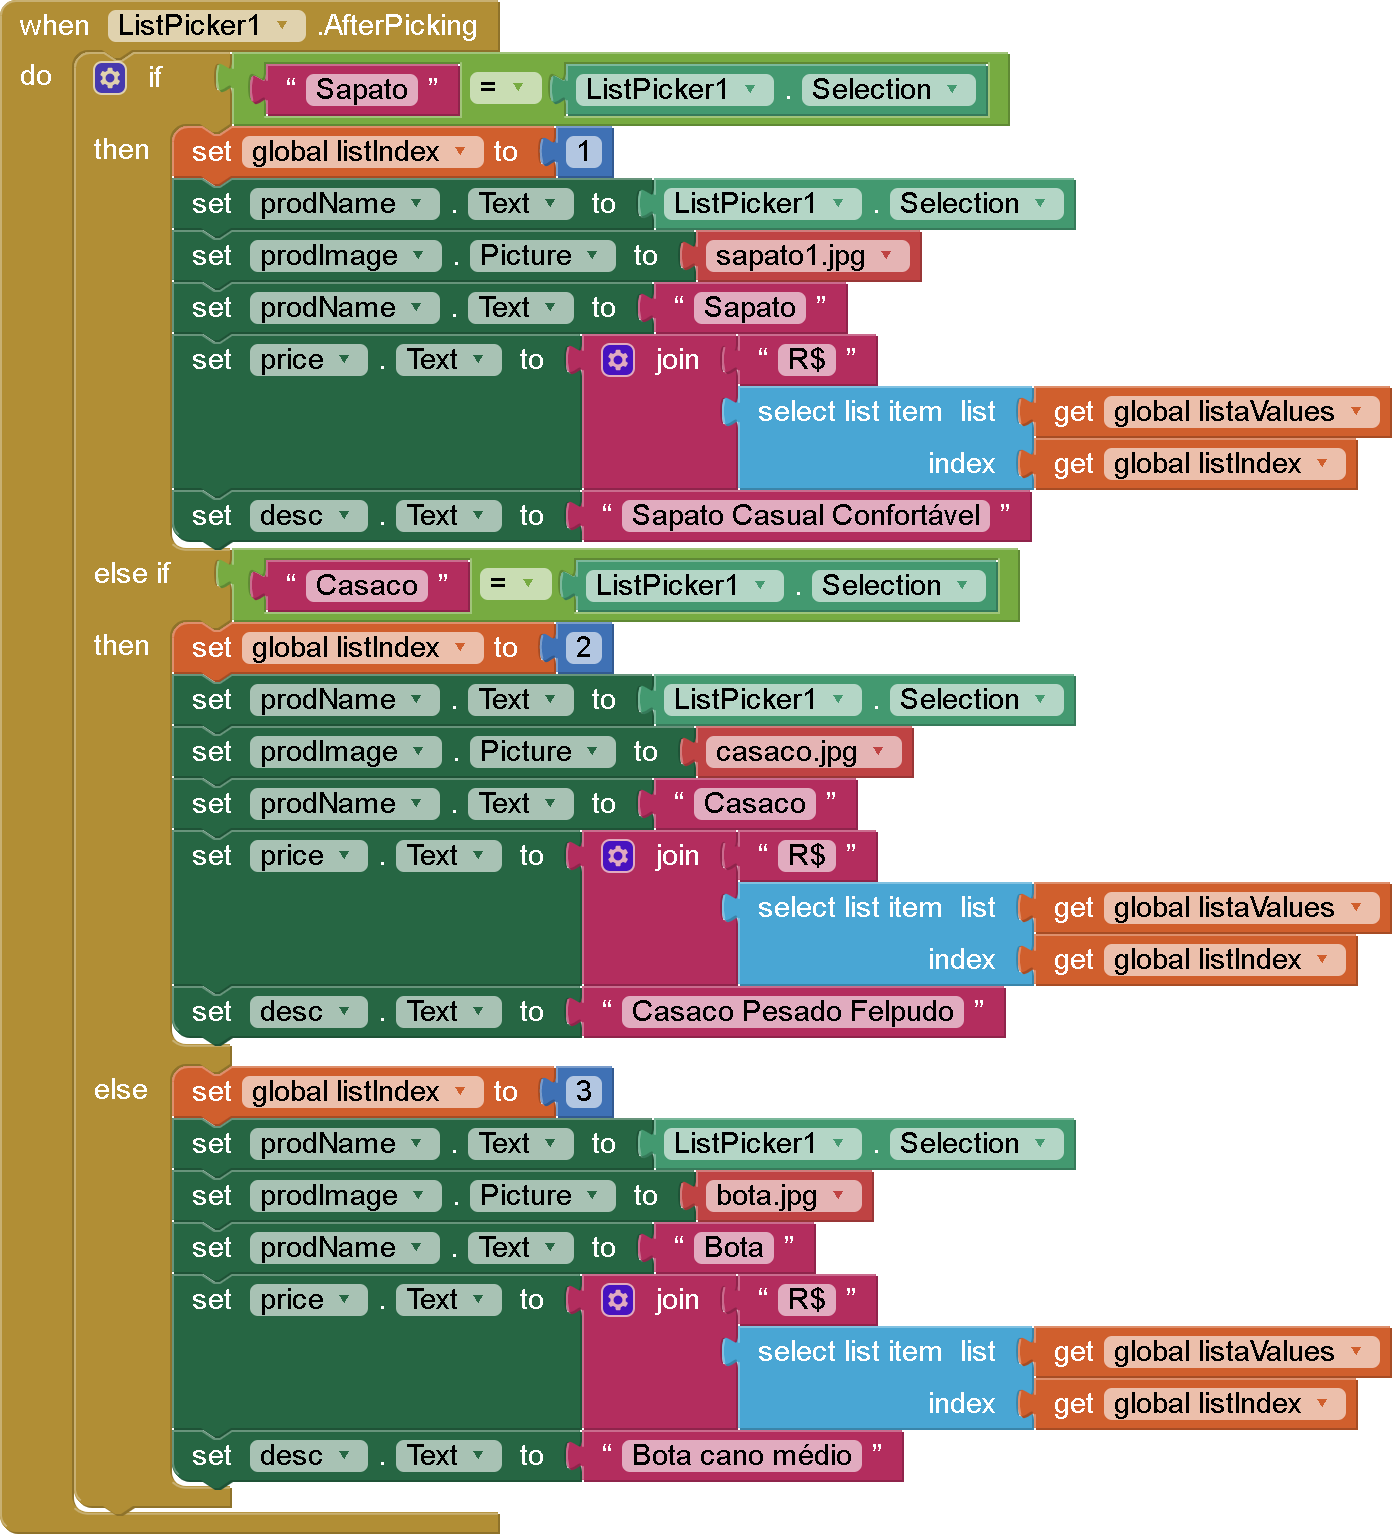 when ListPicker1 .AfterPicking
do if “ Sapato ” = ListPicker1 . Selection
then set global listIndex to 1
set prodName . Text to ListPicker1 . Selection
set prodImage . Picture to sapato1.jpg
set prodName . Text to “ Sapato ”
set price . Text to join “ R$ ”
select list item list get global listaValues
index get global listIndex
set desc . Text to “ Sapato Casual Confortável ”
else if “ Casaco ” = ListPicker1 . Selection
then set global listIndex to 2
set prodName . Text to ListPicker1 . Selection
set prodImage . Picture to casaco.jpg
set prodName . Text to “ Casaco ”
set price . Text to join “ R$ ”
select list item list get global listaValues
index get global listIndex
set desc . Text to “ Casaco Pesado Felpudo ”
else set global listIndex to 3
set prodName . Text to ListPicker1 . Selection
set prodImage . Picture to bota.jpg
set prodName . Text to “ Bota ”
set price . Text to join “ R$ ”
select list item list get global listaValues
index get global listIndex
set desc . Text to “ Bota cano médio ”